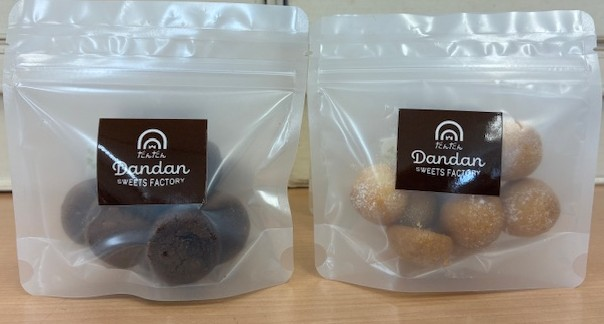 だんだん
Dandan
SWEETS FACTORY
だんだん
Dandan
SWEETS FACTORY